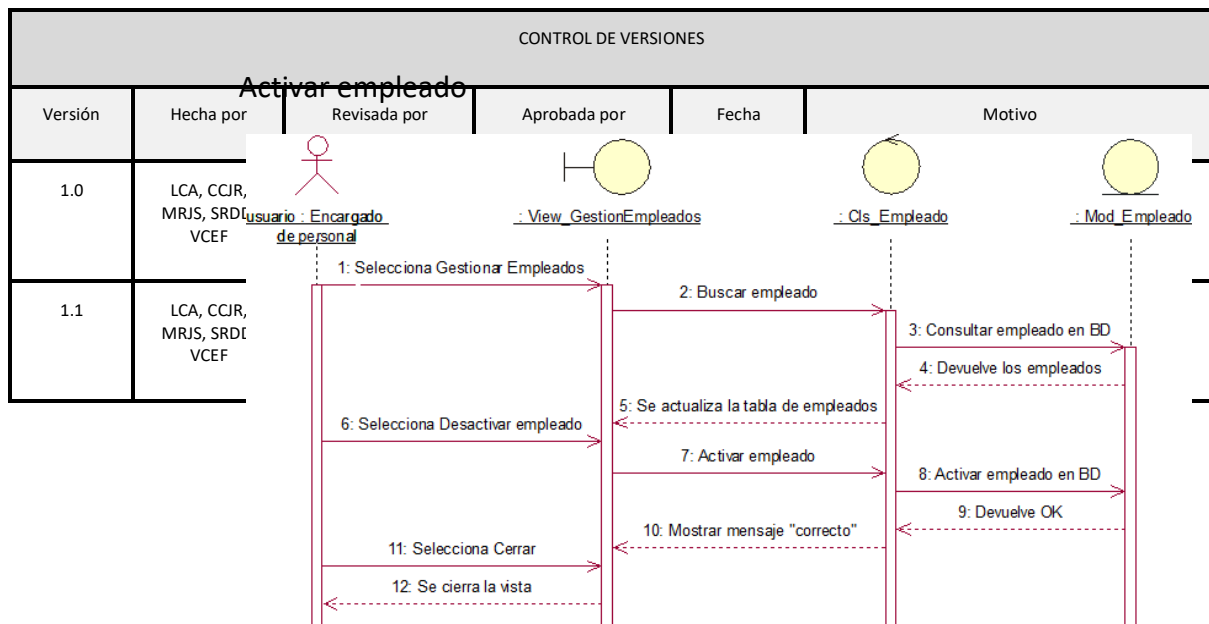 CONTROL DE VERSIONES
Activar empleado
Versión Hecha por Revisada por Aprobada por Fecha Motivo
1.0 LCA, CCJR,
MRJS, SRDD
VCEF
1.1 LCA, CCJR,
MRJS, SRDD
VCEF
usuario : Encargado
de personal
: View_GestionEmpleados
: Cls_Empleado
: Mod_Empleado
1: Selecciona Gestionar Empleados
2: Buscar empleado
3: Consultar empleado en BD
4: Devuelve los empleados
5: Se actualiza la tabla de empleados
6: Selecciona Desactivar empleado
7: Activar empleado
8: Activar empleado en BD
9: Devuelve OK
10: Mostrar mensaje "correcto"
11: Selecciona Cerrar
12: Se cierra la vista